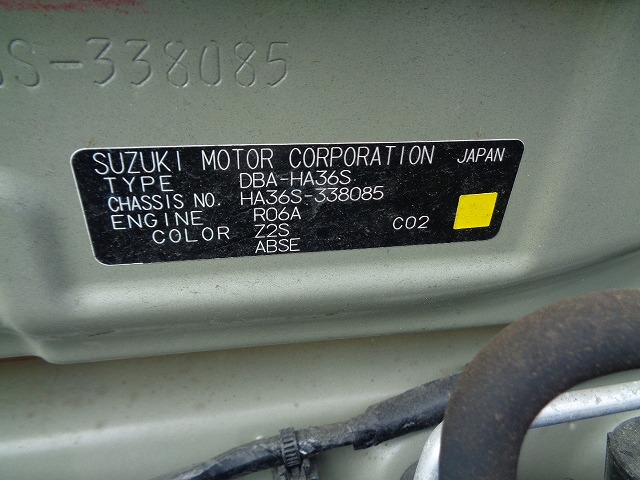 S-338085
SUZUKI MOTOR CORPORATION JAPAN
TYPE DBA-HA36S
CHASSIS NO. HA36S-338085
ENGINE R06A
COLOR Z2S C02
ABSE